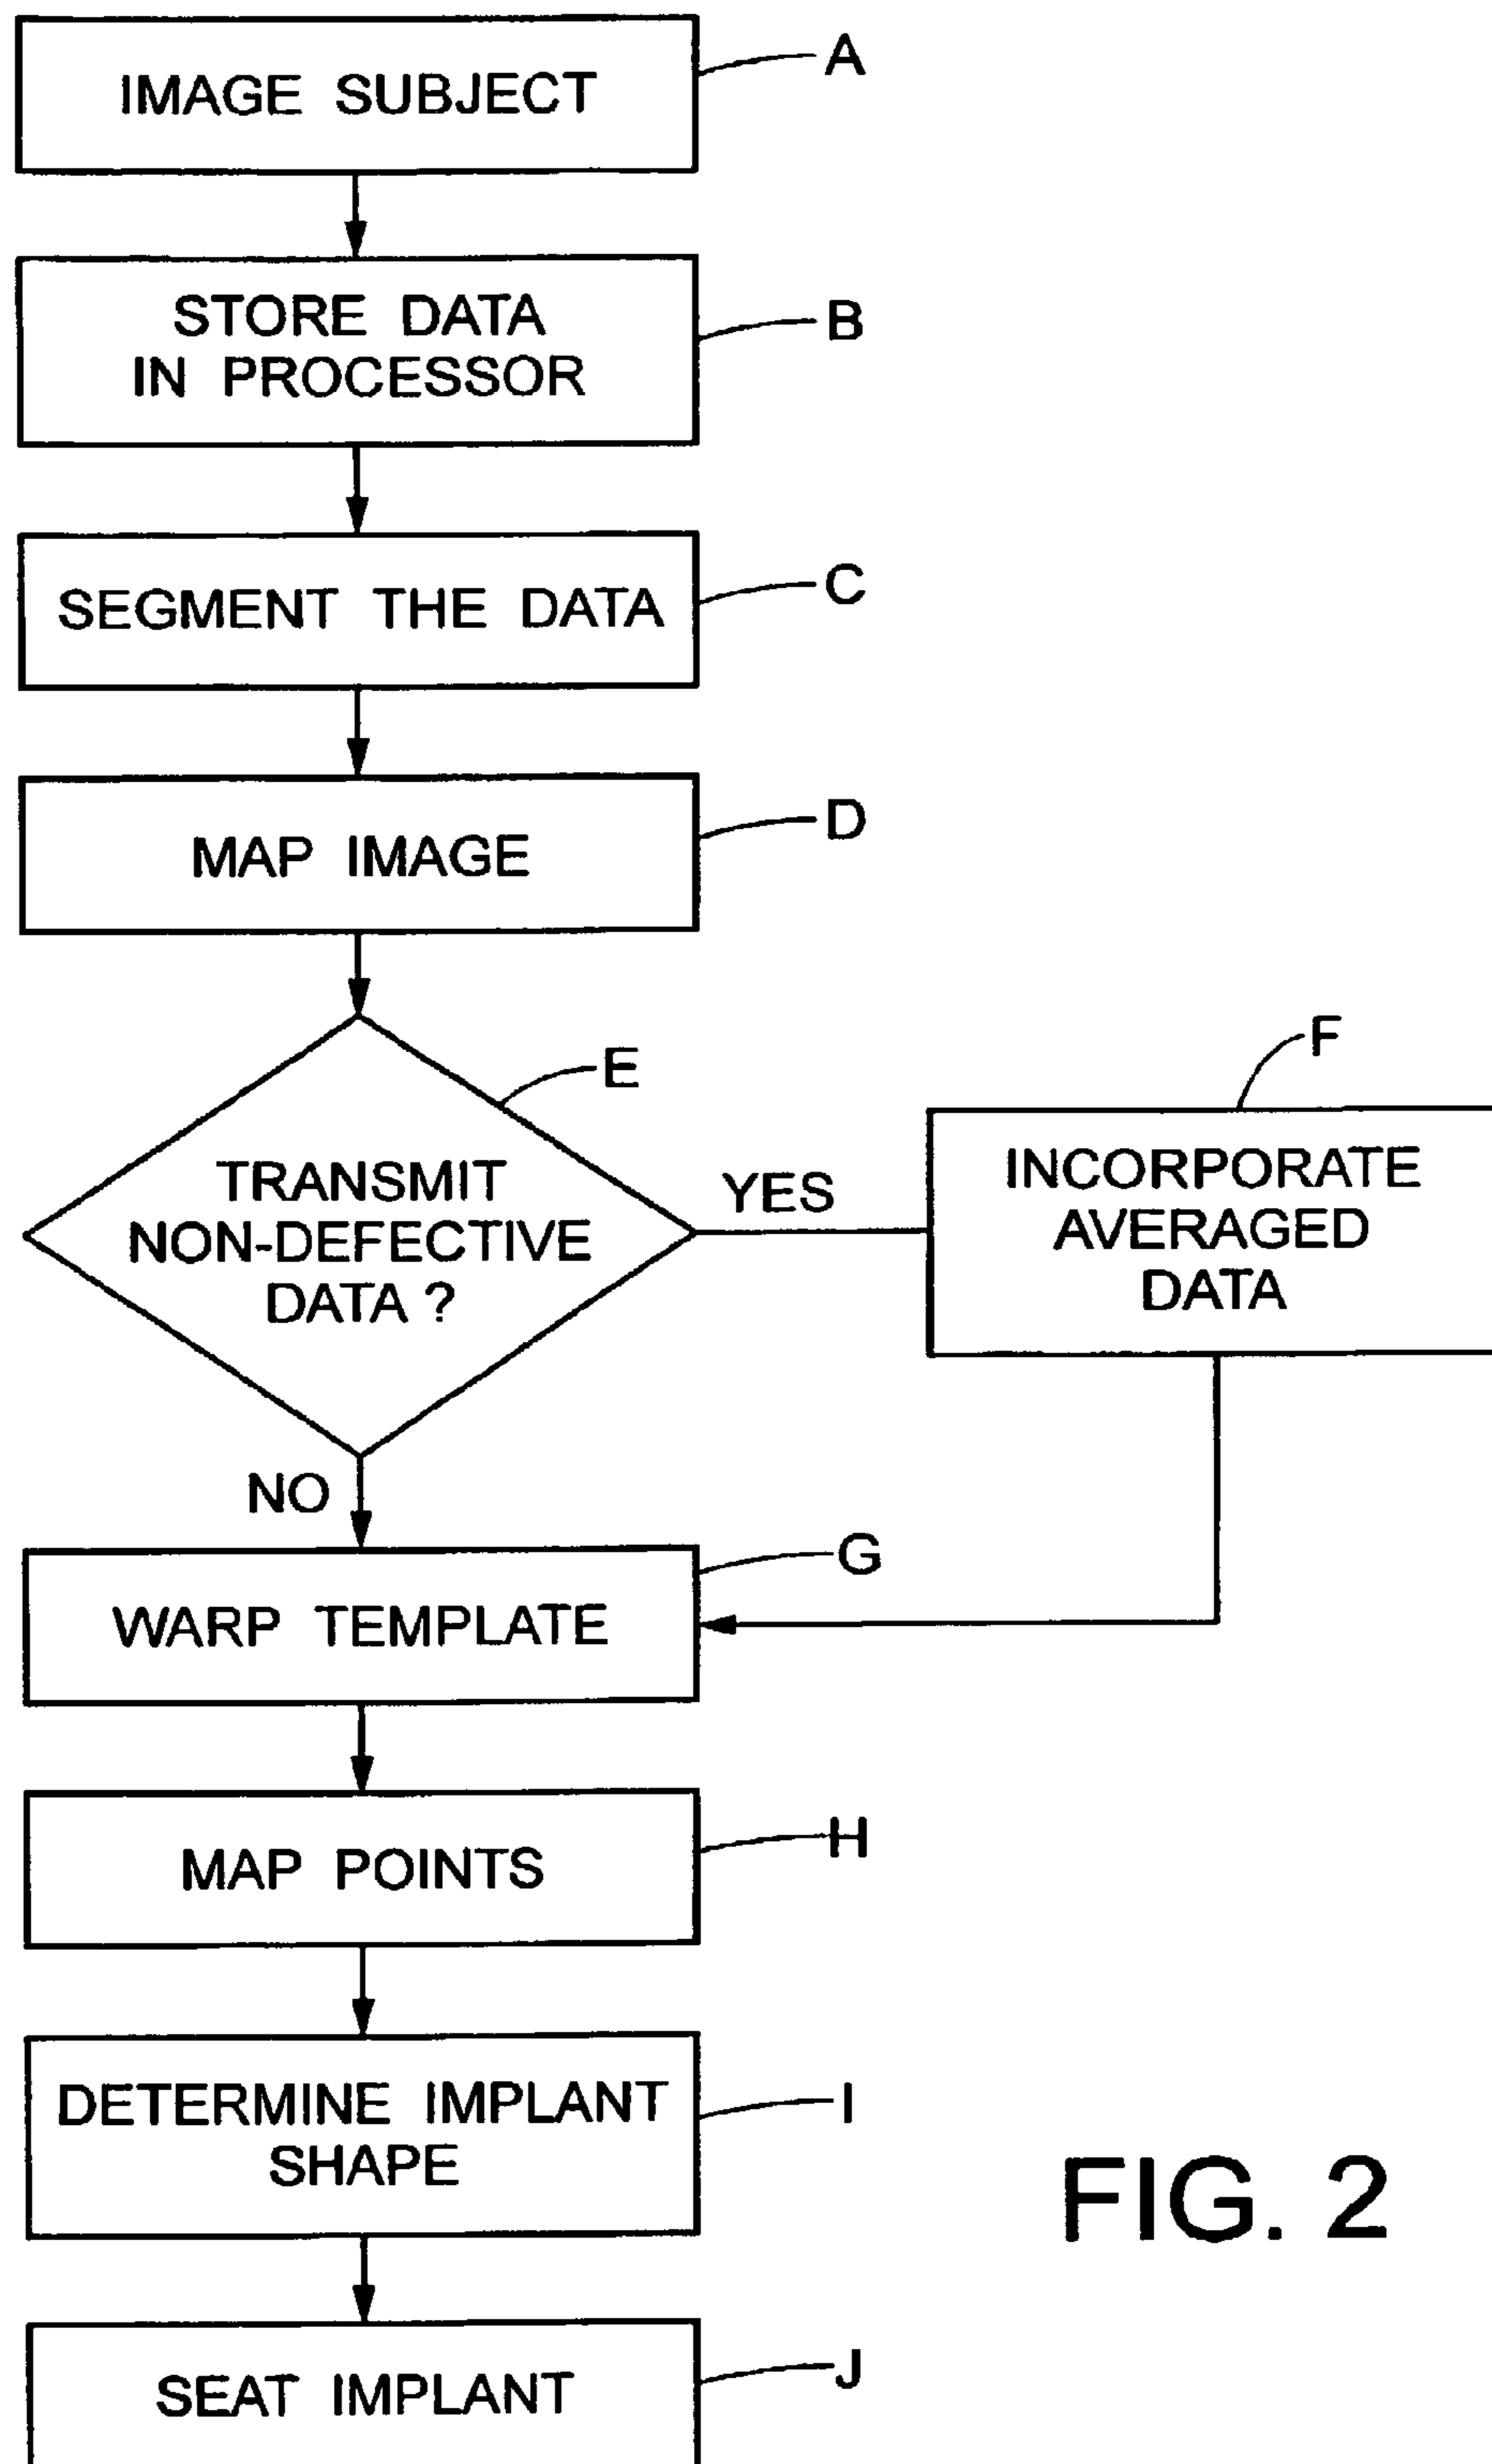 IMAGE SUBJECT
A
STORE DATA
IN PROCESSOR
B
SEGMENT THE DATA
C
MAP IMAGE
D
E
TRANSMIT
NON-DEFECTIVE
DATA ?
YES
F
INCORPORATE
AVERAGED
DATA
NO
G
WARP TEMPLATE
H
MAP POINTS
DETERMINE IMPLANT
SHAPE
I
SEAT IMPLANT
J
FIG. 2